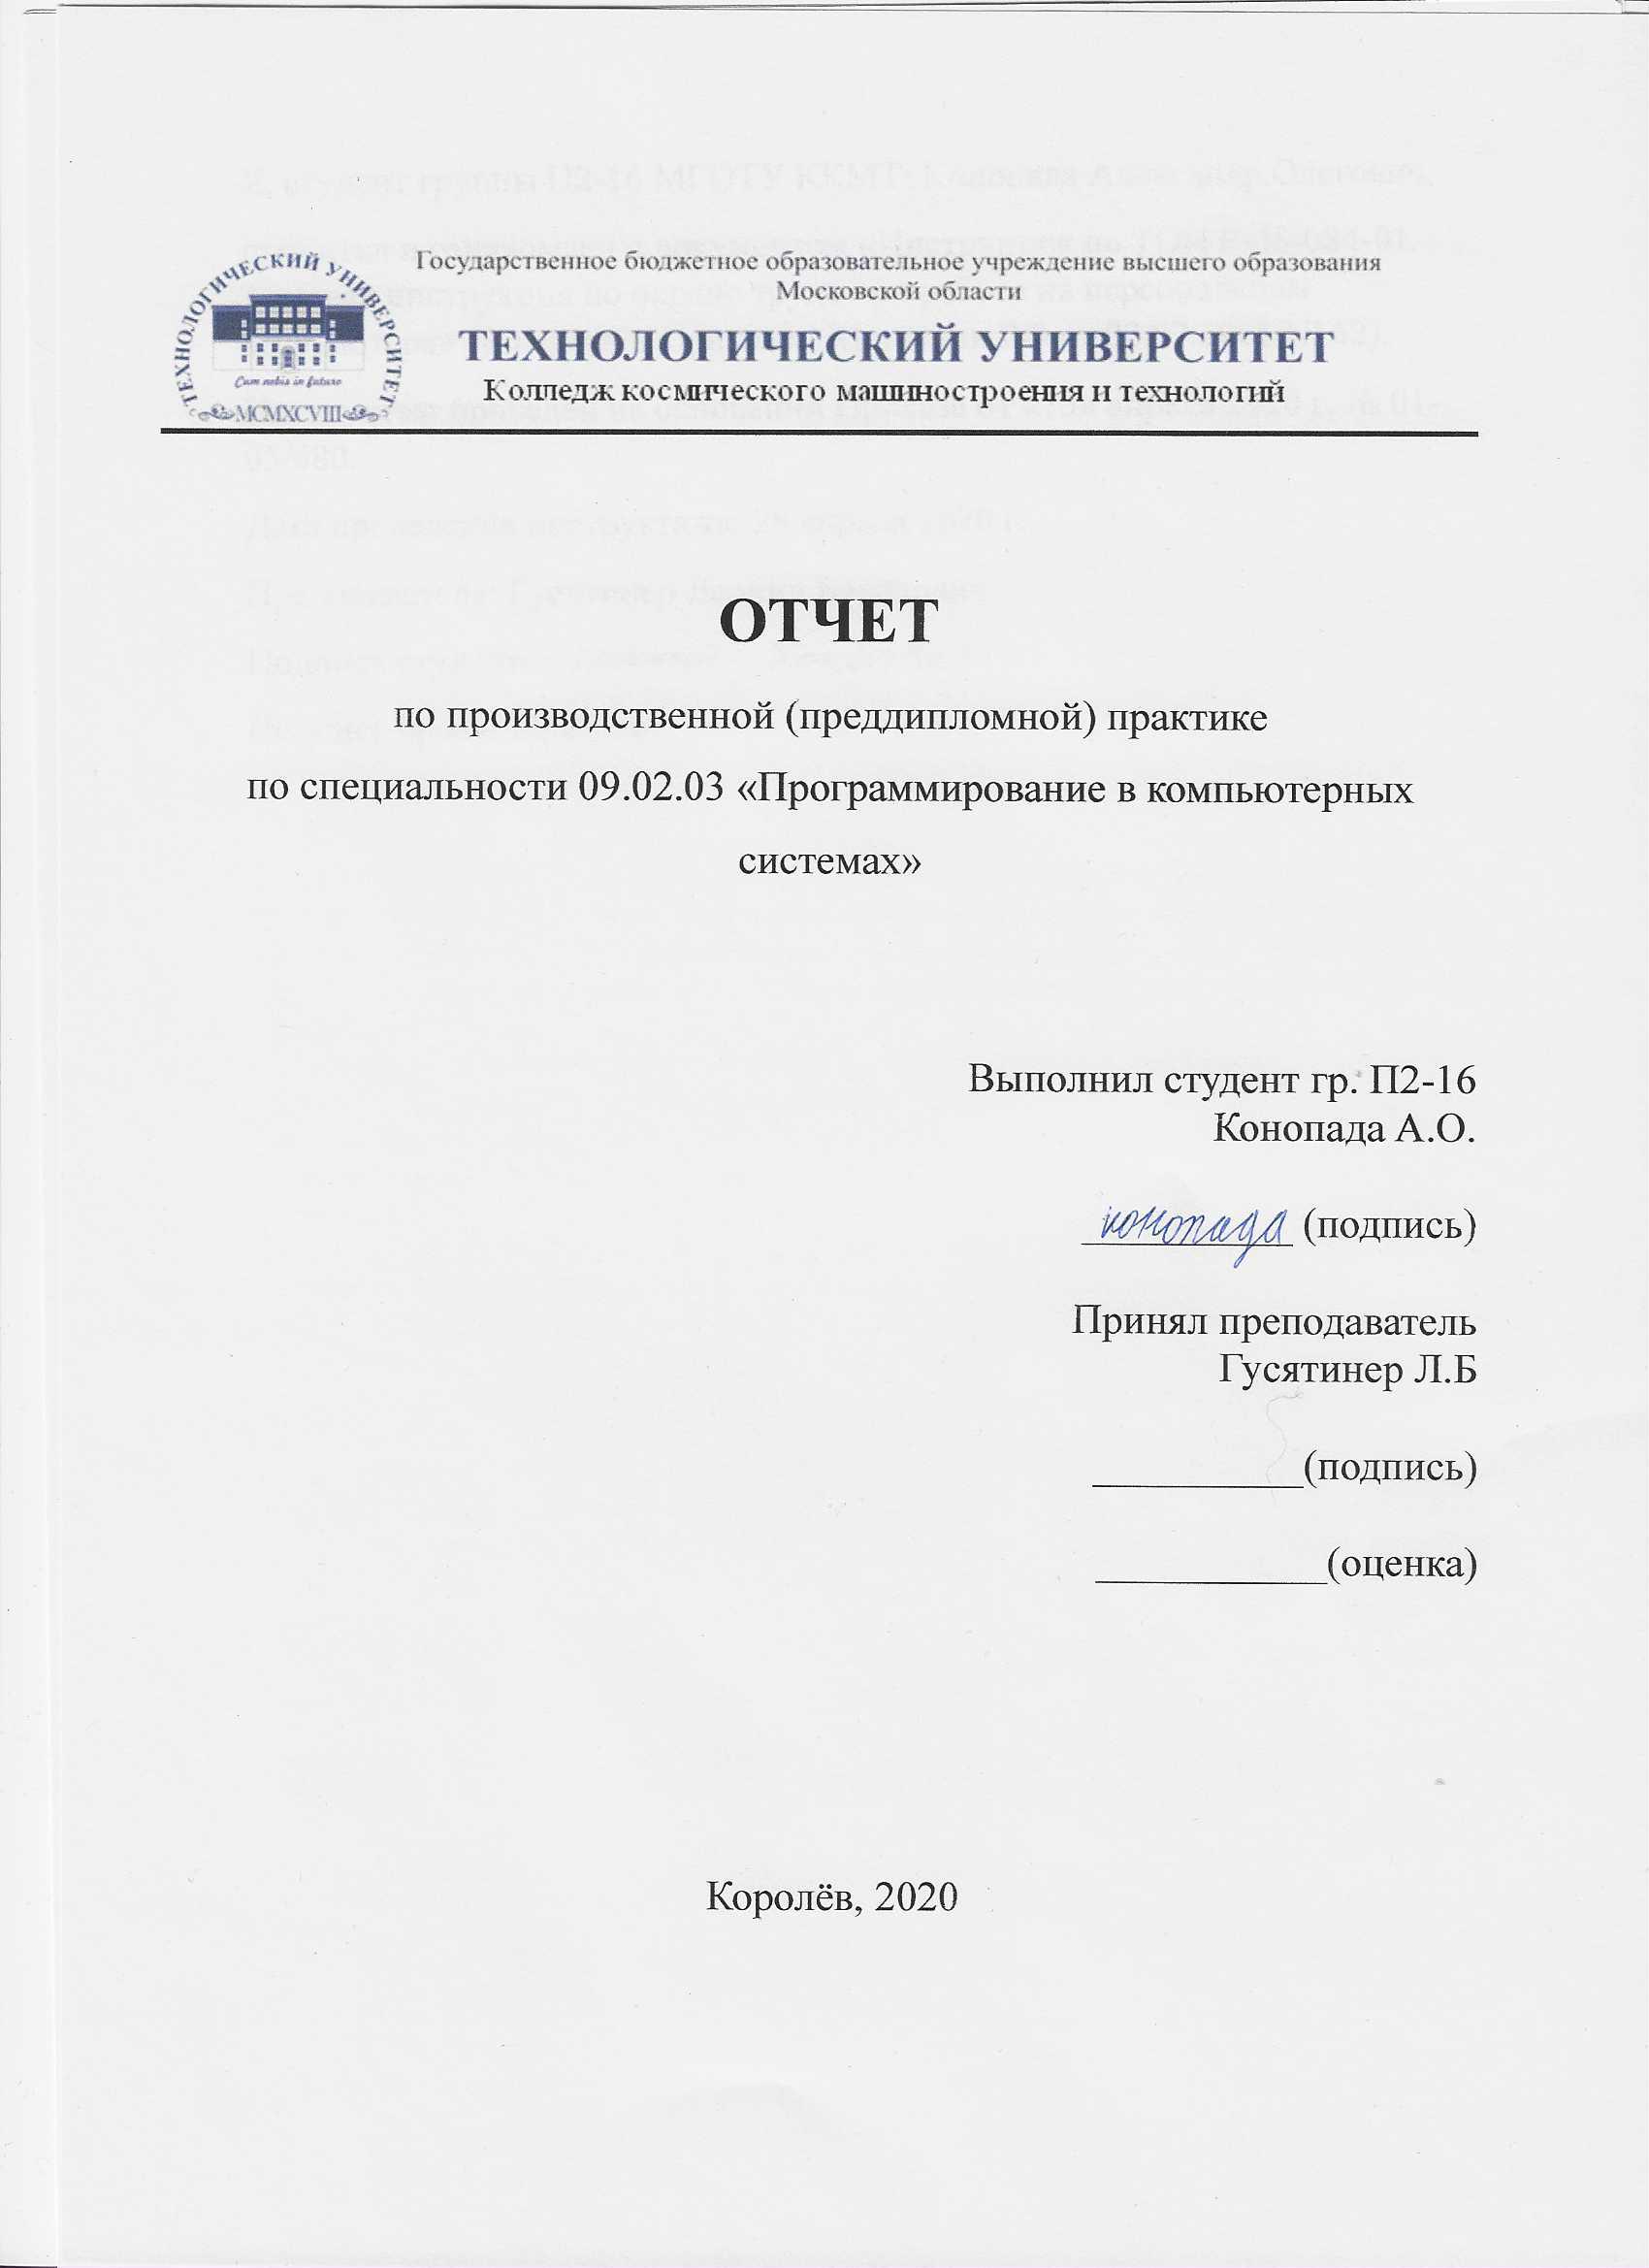 ТЕХНОЛОГИЧЕСКИЙ УНИВЕРСИТЕТ
Cum nobis in futuro
MCMXCVIII
Государственное бюджетное образовательное учреждение высшего образования
Московской области
ТЕХНОЛОГИЧЕСКИЙ УНИВЕРСИТЕТ
Колледж космического машиностроения и технологий
ОТЧЕТ
по производственной (преддипломной) практике
по специальности 09.02.03 «Программирование в компьютерных
системах»
Выполнил студент гр. П2-16
Конопада А.О.
конопада (подпись)
Принял преподаватель
Гусятинер Л.Б
__________(подпись)
___________(оценка)
Королёв, 2020